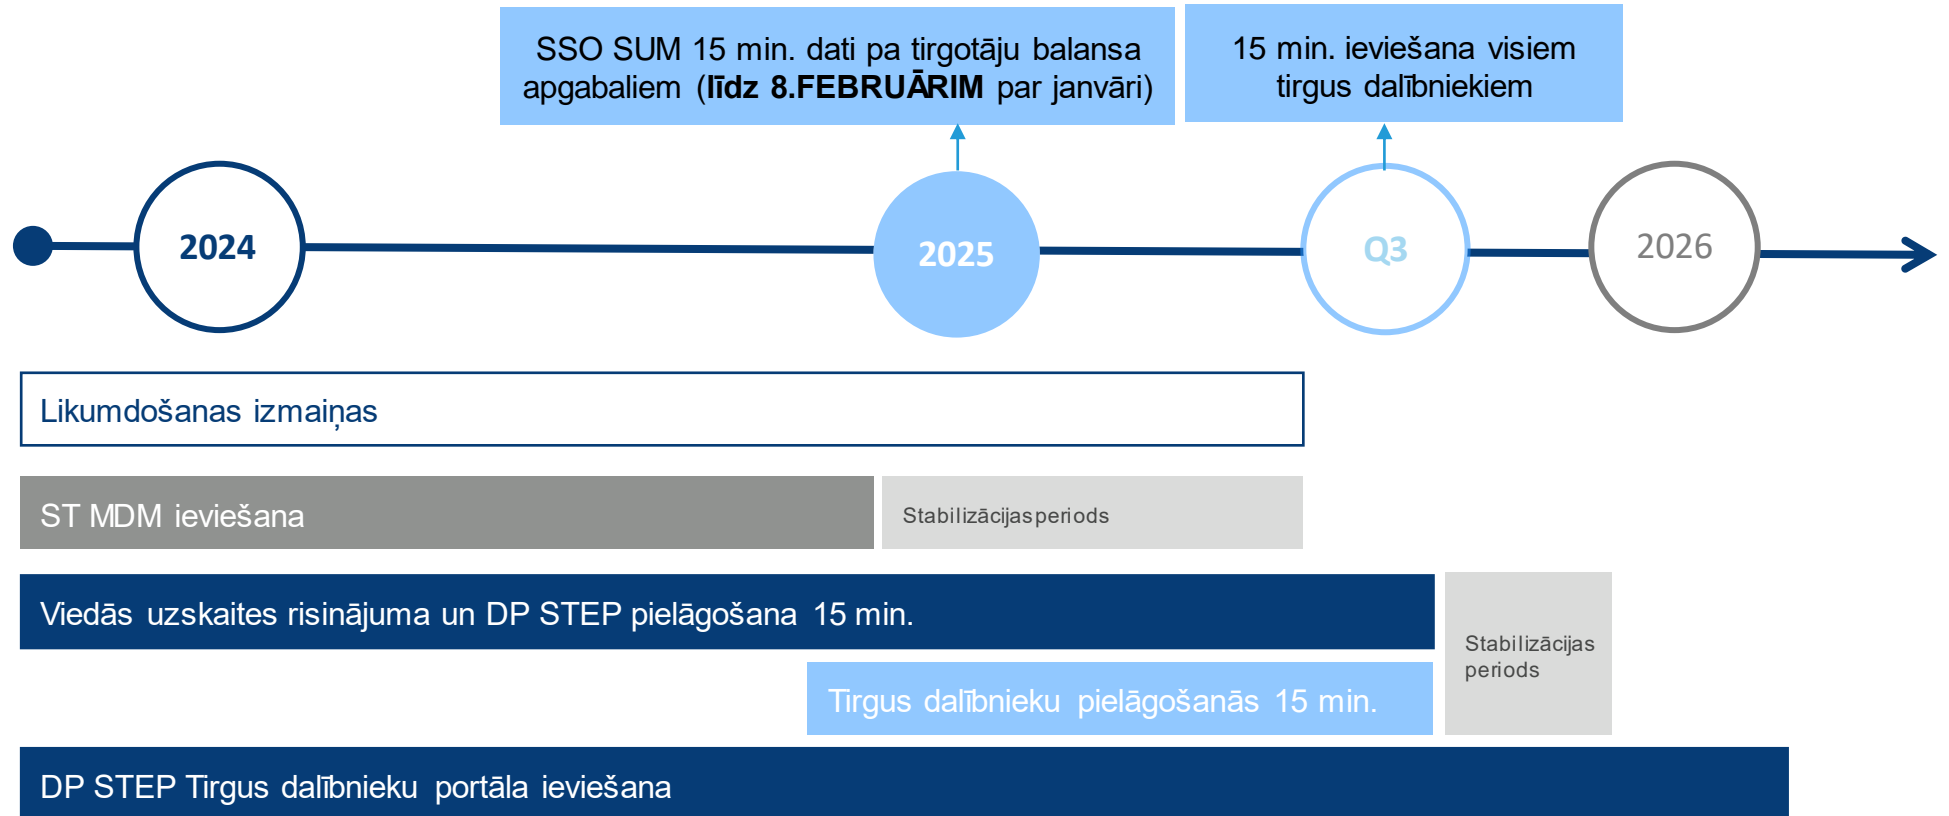 SSO SUM 15 min. dati pa tirgotāju balansa
apgabaliem (līdz 8.FEBRUĀRIM par janvāri)
15 min. ieviešana visiem
tirgus dalībniekiem
2024
2025
Q3
2026
Likumdošanas izmaiņas
ST MDM ieviešana
Stabilizācijas periods
Viedās uzskaites risinājuma un DP STEP pielāgošana 15 min.
Stabilizācijas
periods
Tirgus dalībnieku pielāgošanās 15 min.
DP STEP Tirgus dalībnieku portāla ieviešana